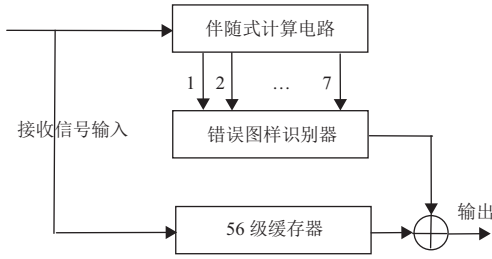 伴随式计算电路
1 2 … 7
接收信号输入
错误图样识别器
输出
56 级缓存器